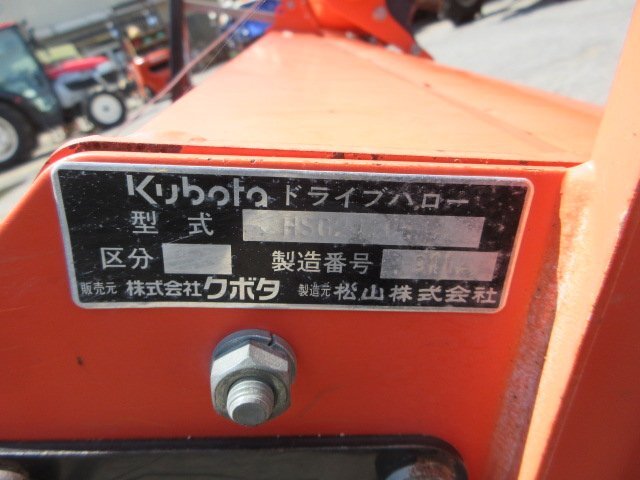 Kubota ドライブハロー
型式
区分 製造番号
販売元 株式会社クボタ 製造元 松山株式会社